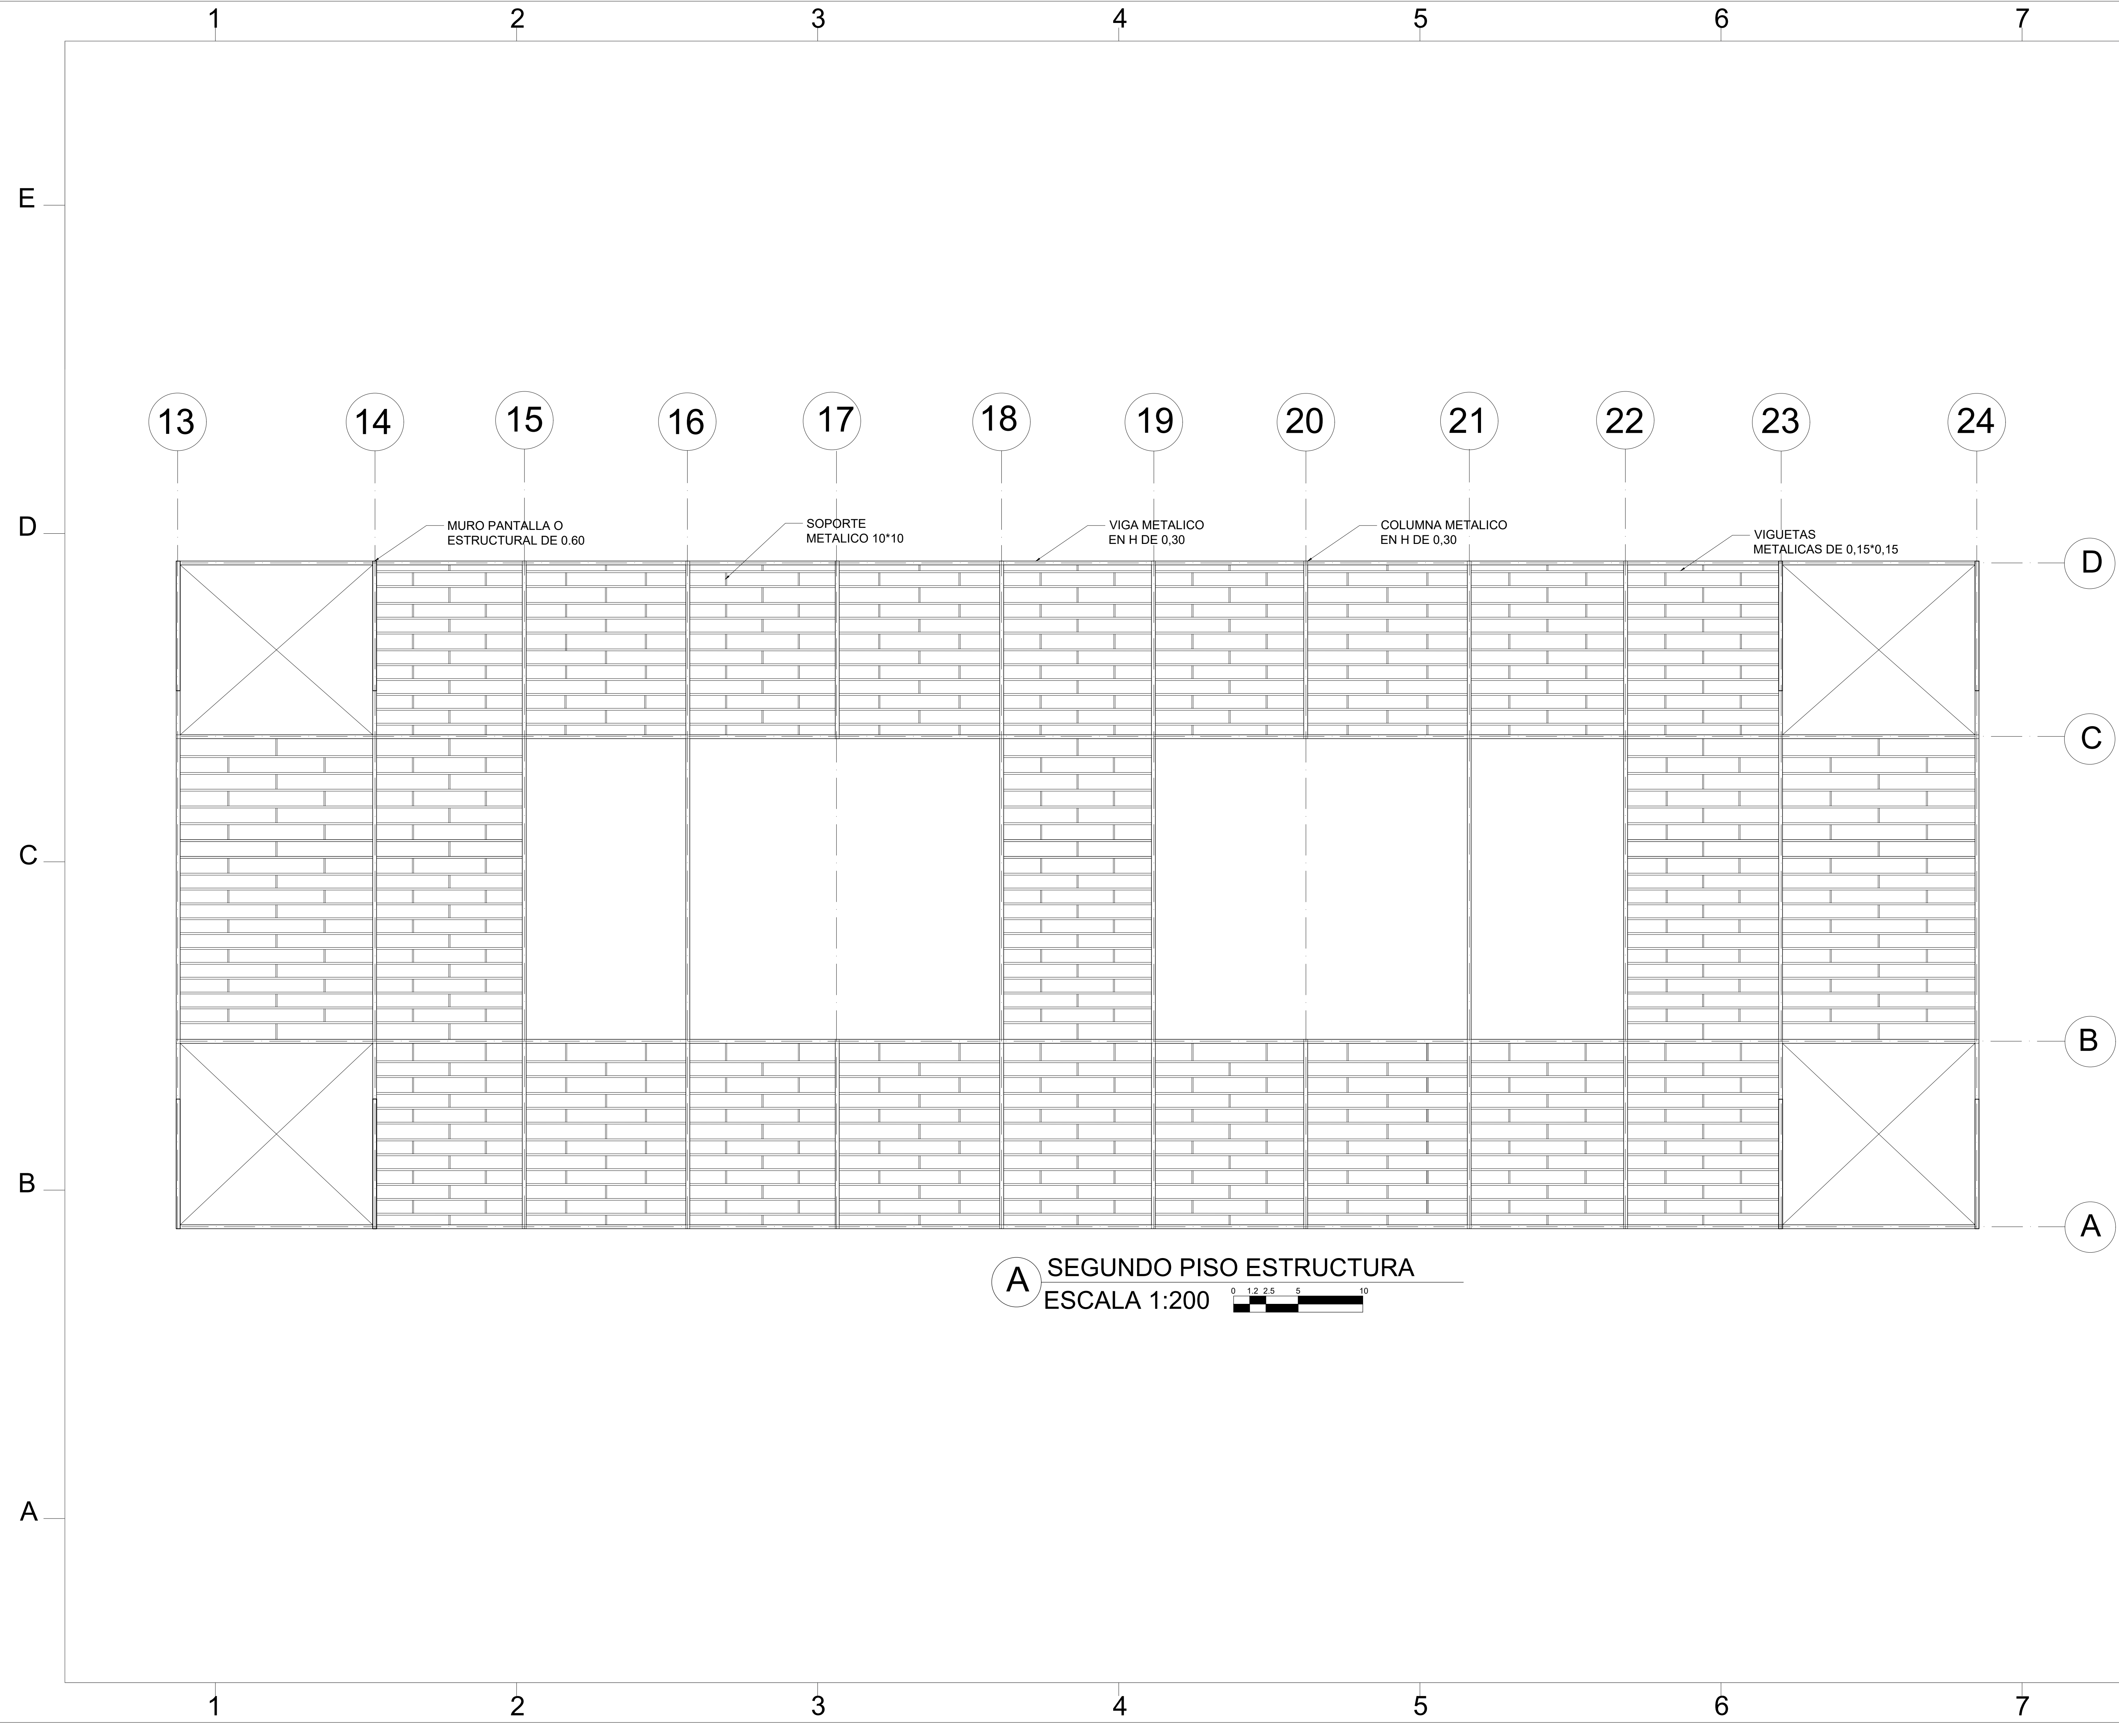 1 2 3 4 5 6 7
E
13 14 15 16 17 18 19 20 21 22 23 24
D
MURO PANTALLA O
ESTRUCTURAL DE 0.60
SOPORTE
METALICO 10*10
VIGA METALICO
EN H DE 0,30
COLUMNA METALICO
EN H DE 0,30
VIGUETAS
METALICAS DE 0,15*0,15
D
C
C
B
B
A
A SEGUNDO PISO ESTRUCTURA
ESCALA 1:200
0 1.2 2.5 5 10
A
1 2 3 4 5 6 7